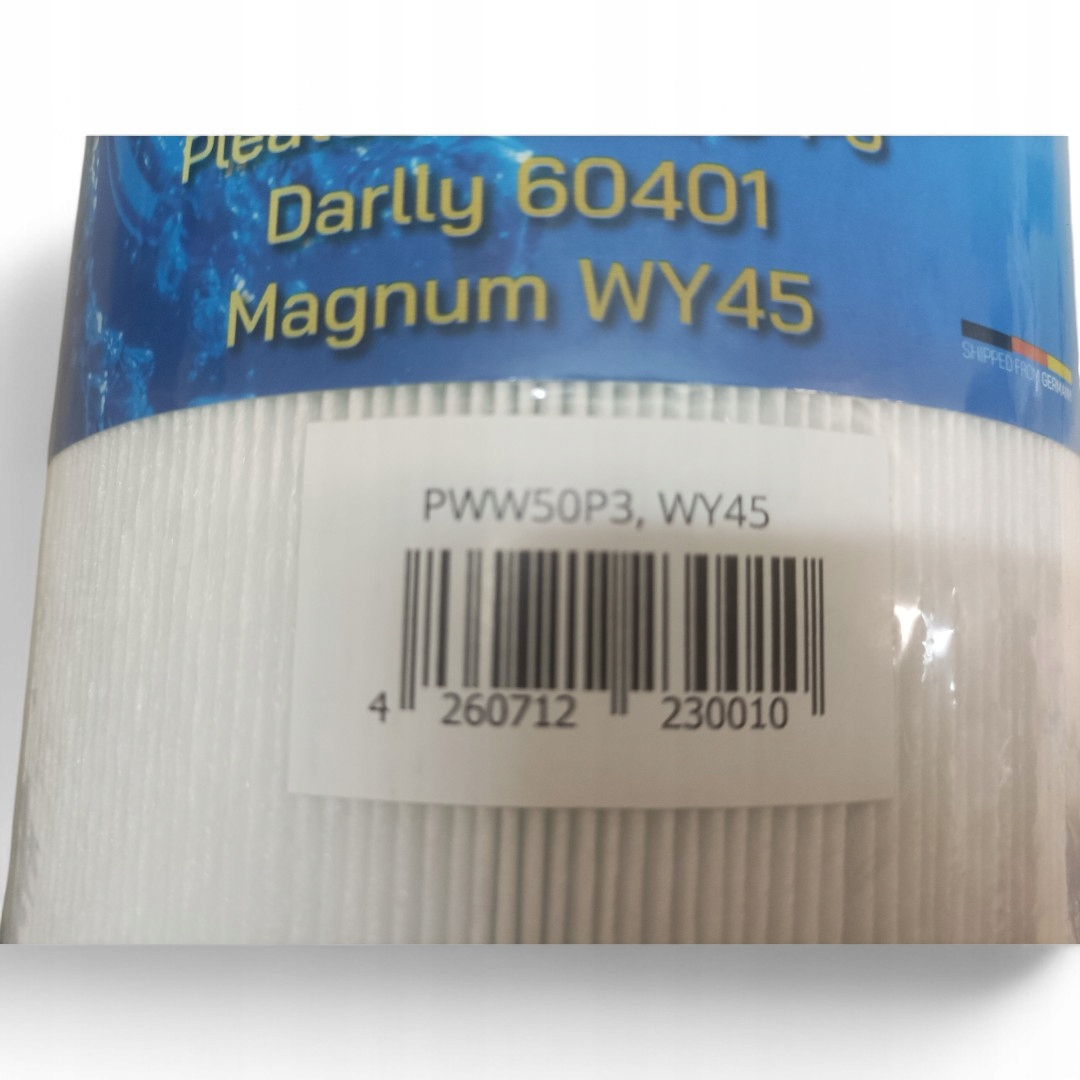 Darlly 60401
Magnum WY45
SHIPPED FROM GERMANY
PWW50P3, WY45
4 260712 230010